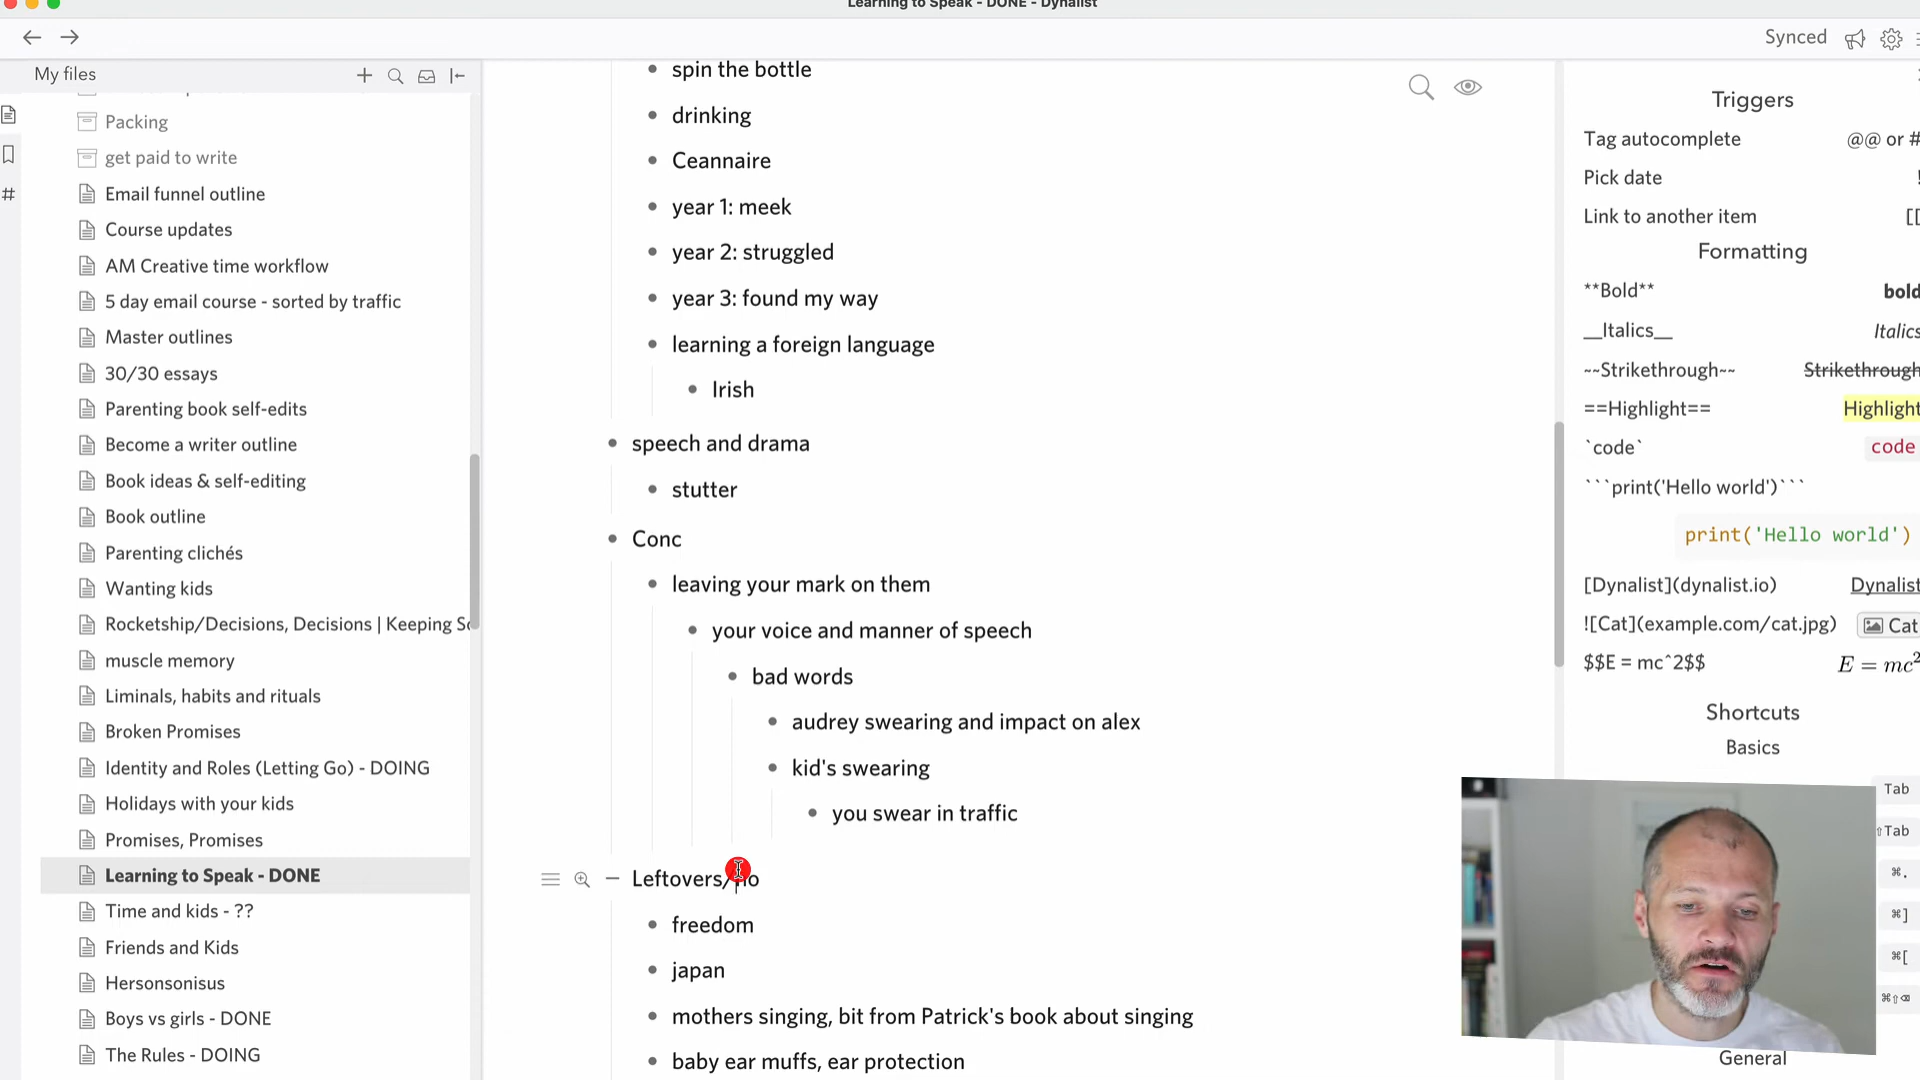 Learning to Speak - DONE - Dynalist
Synced
My files
Packing
get paid to write
Email funnel outline
Course updates
AM Creative time workflow
5 day email course - sorted by traffic
Master outlines
30/30 essays
Parenting book self-edits
Become a writer outline
Book ideas & self-editing
Book outline
Parenting clichés
Wanting kids
Rocketship/Decisions, Decisions | Keeping
muscle memory
Liminals, habits and rituals
Broken Promises
Identity and Roles (Letting Go) - DOING
Holidays with your kids
Promises, Promises
Learning to Speak - DONE
Time and kids - ??
Friends and Kids
Hersonsonisus
Boys vs girls - DONE
The Rules - DOING
spin the bottle
drinking
Ceannaire
year 1: meek
year 2: struggled
year 3: found my way
learning a foreign language
Irish
speech and drama
stutter
Conc
leaving your mark on them
your voice and manner of speech
bad words
audrey swearing and impact on alex
kid's swearing
you swear in traffic
Leftovers/no
freedom
japan
mothers singing, bit from Patrick's book about singing
baby ear muffs, ear protection
Triggers
Tag autocomplete @@ or #
Pick date !
Link to another item [[
Formatting
**Bold** bold
__Italics__ Italics
~~Strikethrough~~ Strikethrough
==Highlight== Highlight
`code` code
```print('Hello world')```
print('Hello world')
[Dynalist](dynalist.io) Dynalist
![Cat](example.com/cat.jpg) Cat
$$E = mc^2$$ E = mc²
Shortcuts
Basics
Tab
⇧Tab
⌘.
⌘]
⌘[
⌘⇧⌫
General